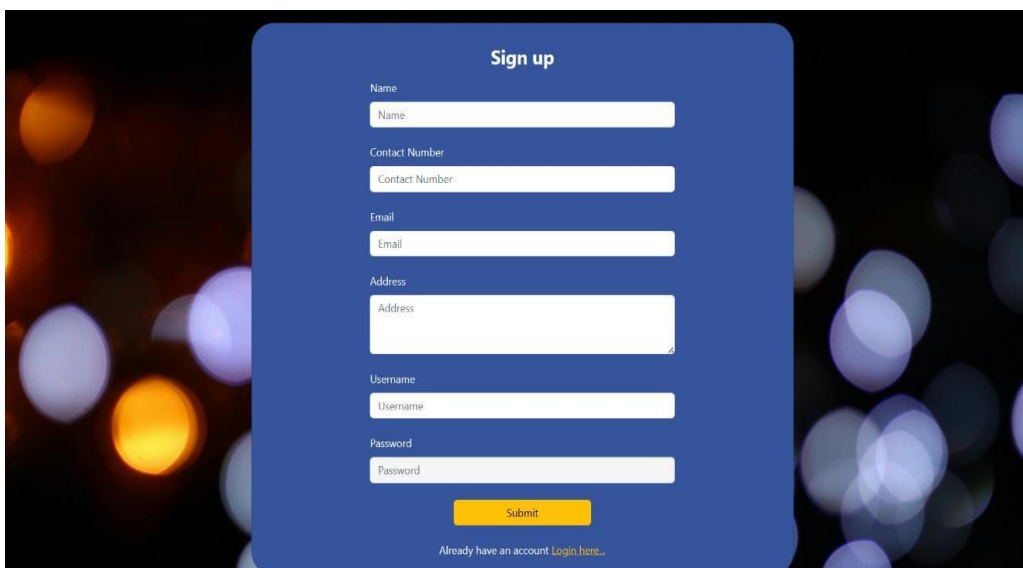 Sign up
Name
Name
Contact Number
Contact Number
Email
Email
Address
Address
Username
Username
Password
Password
Submit
Already have an account Login here...